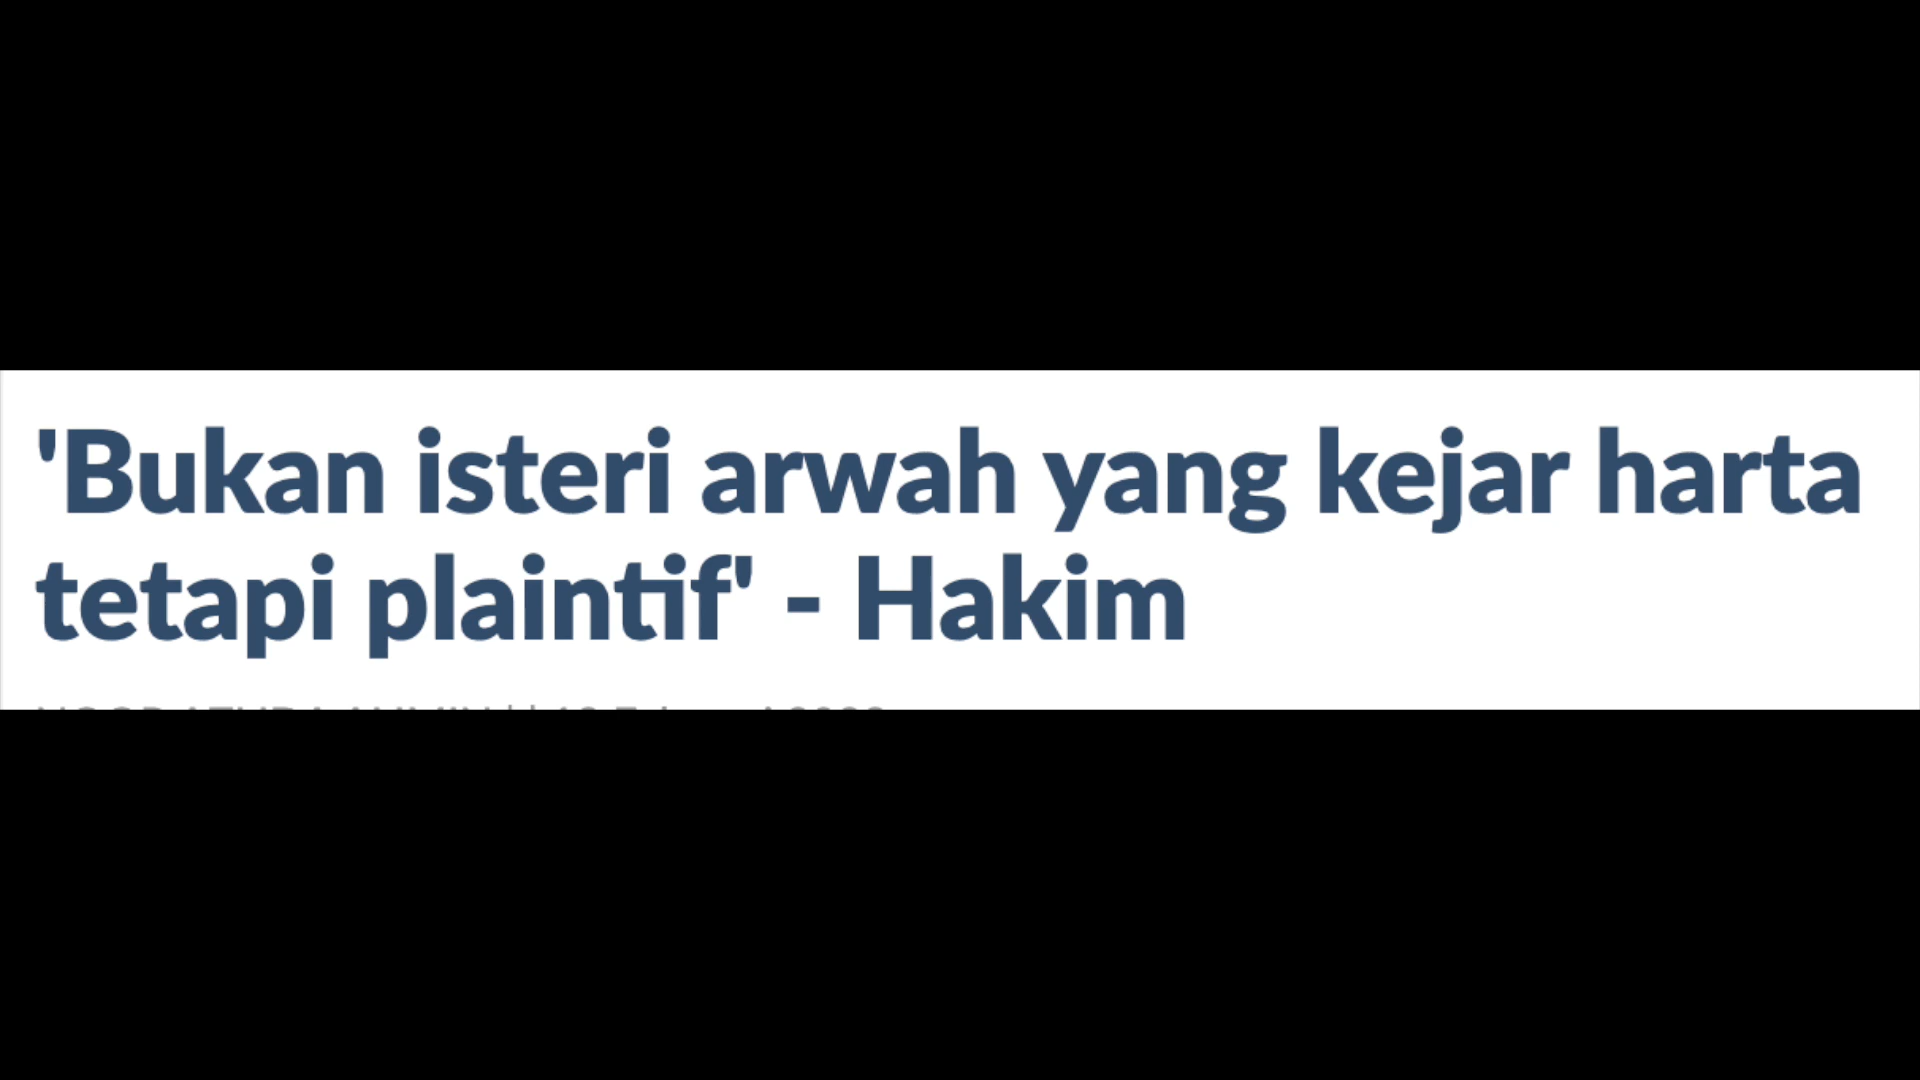 'Bukan isteri arwah yang kejar harta
tetapi plaintif' - Hakim